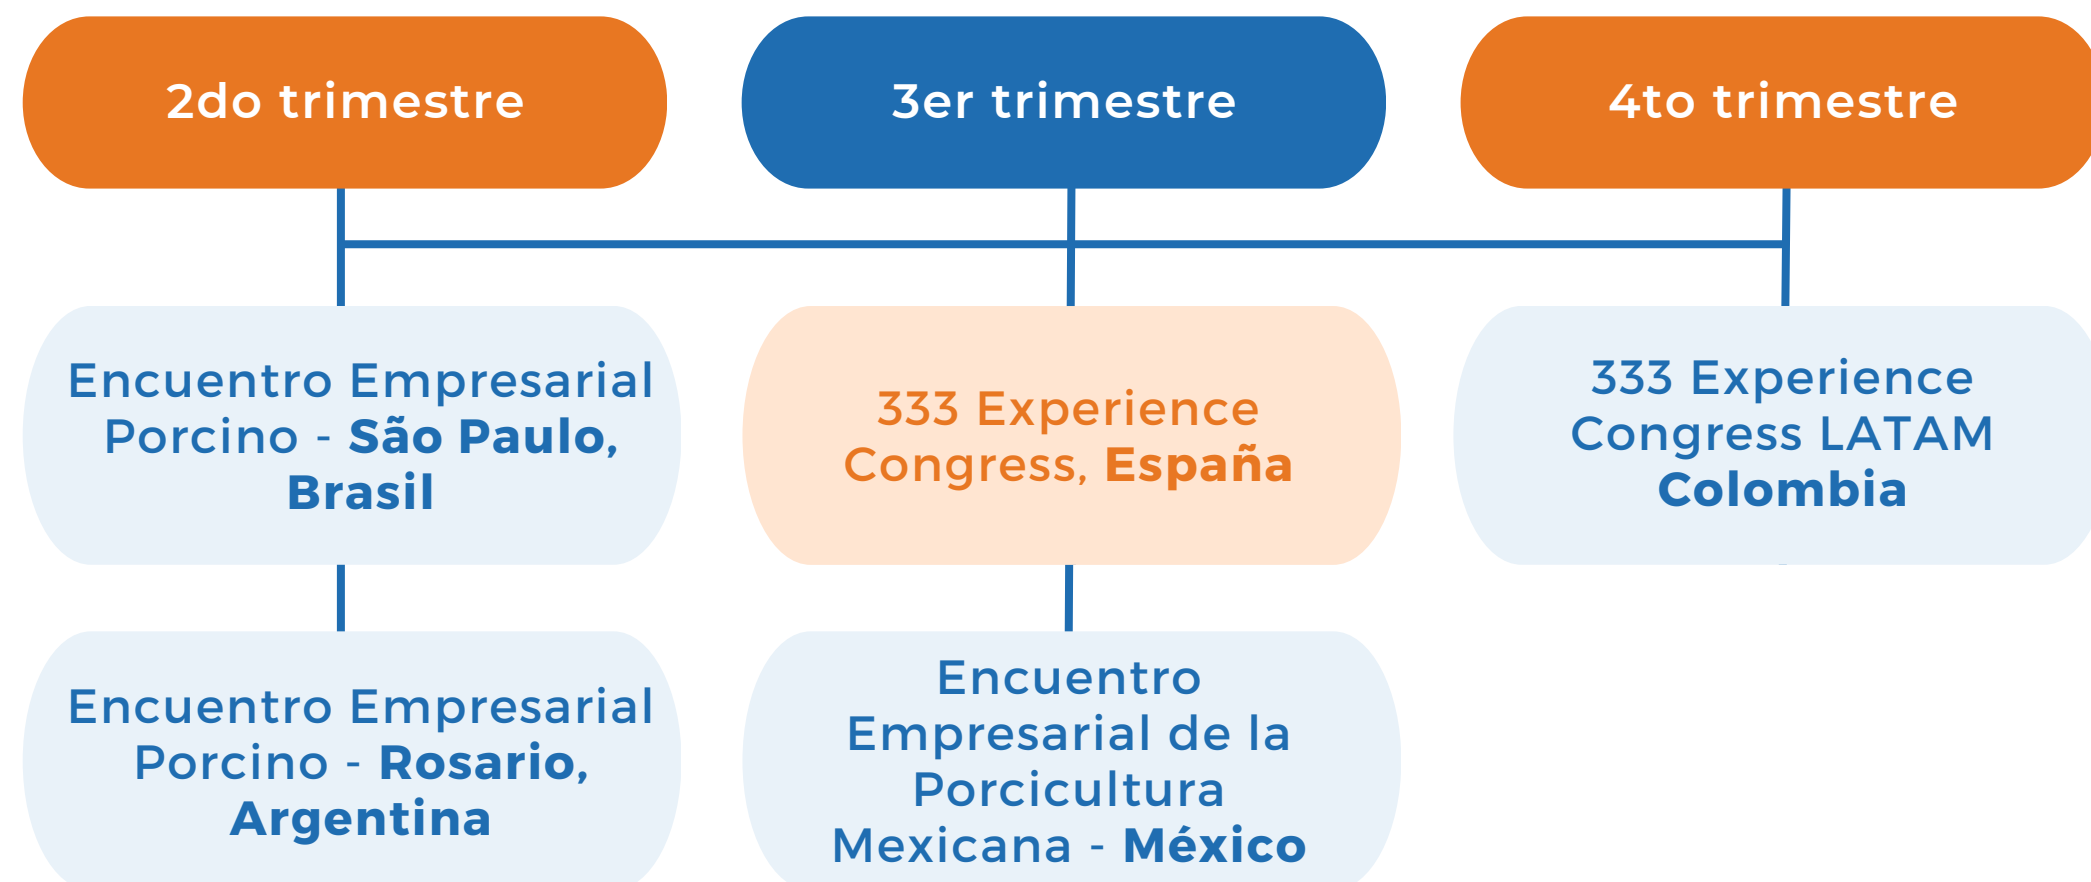 2do trimestre
3er trimestre
4to trimestre
Encuentro Empresarial
Porcino - São Paulo,
Brasil
333 Experience
Congress, España
333 Experience
Congress LATAM
Colombia
Encuentro Empresarial
Porcino - Rosario,
Argentina
Encuentro
Empresarial de la
Porcicultura
Mexicana - México